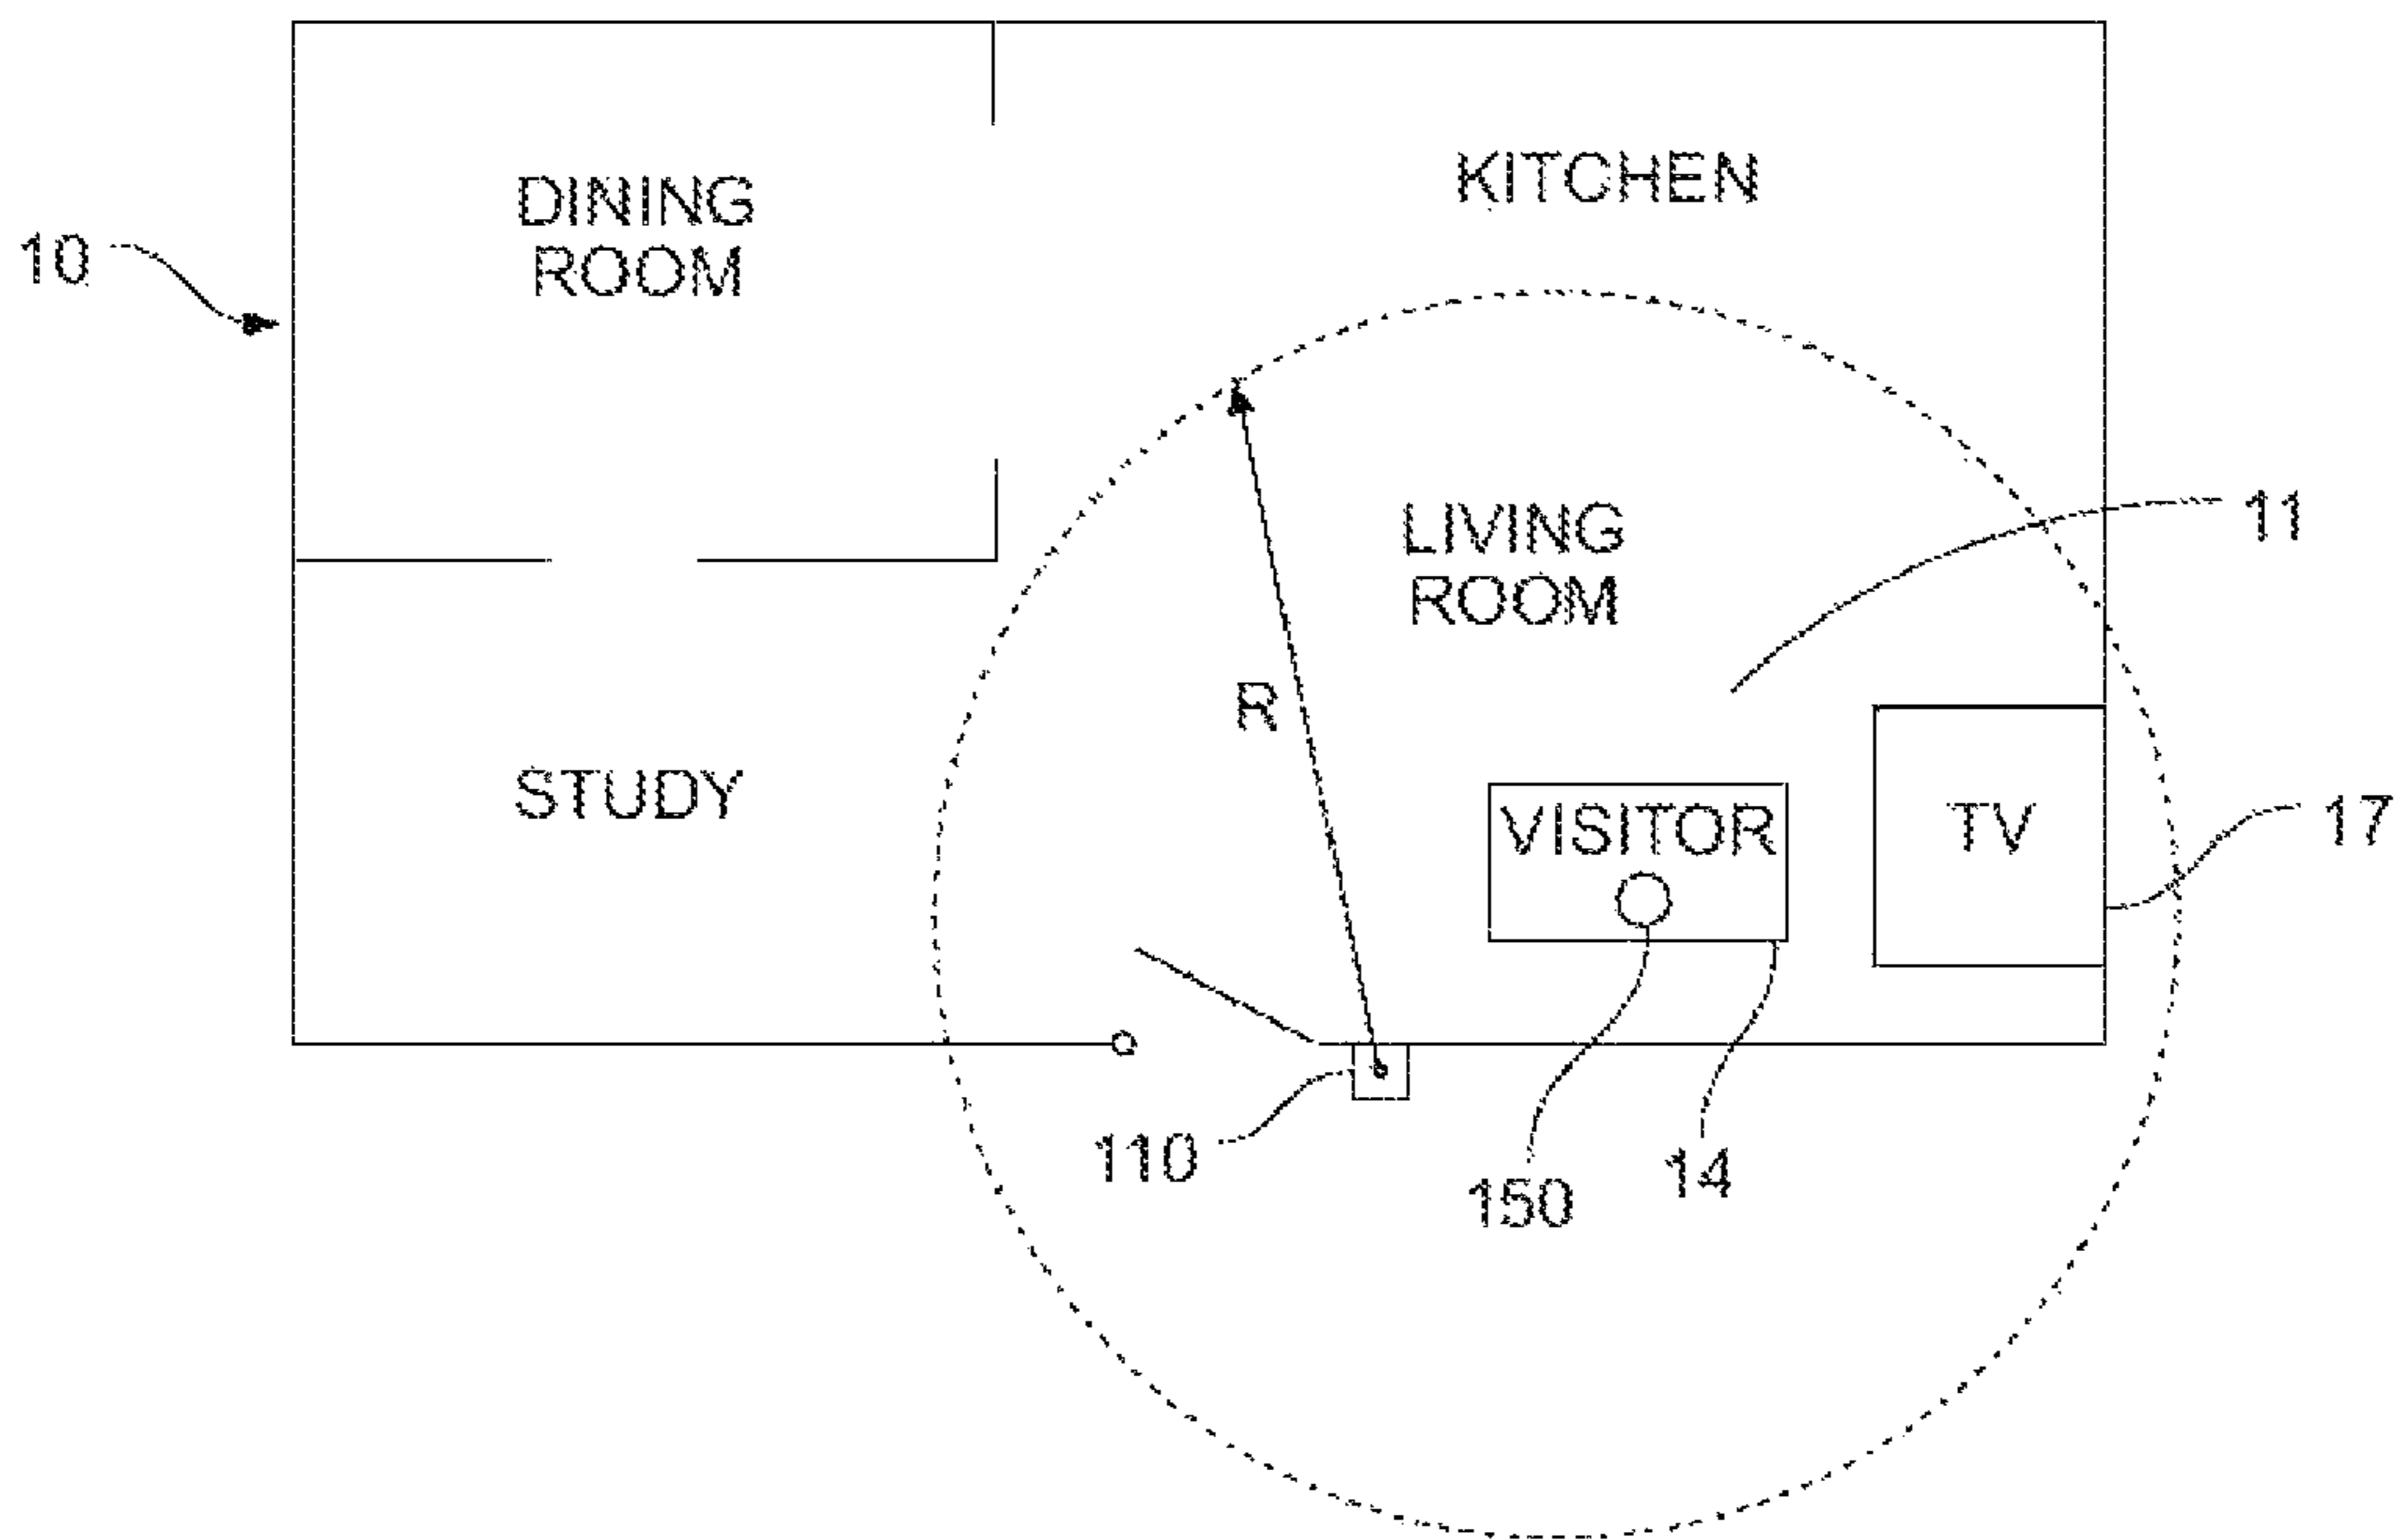 DINING
ROOM
KITCHEN
10
LIVING
ROOM
11
R
STUDY
VISITOR
TV
17
110
150
14